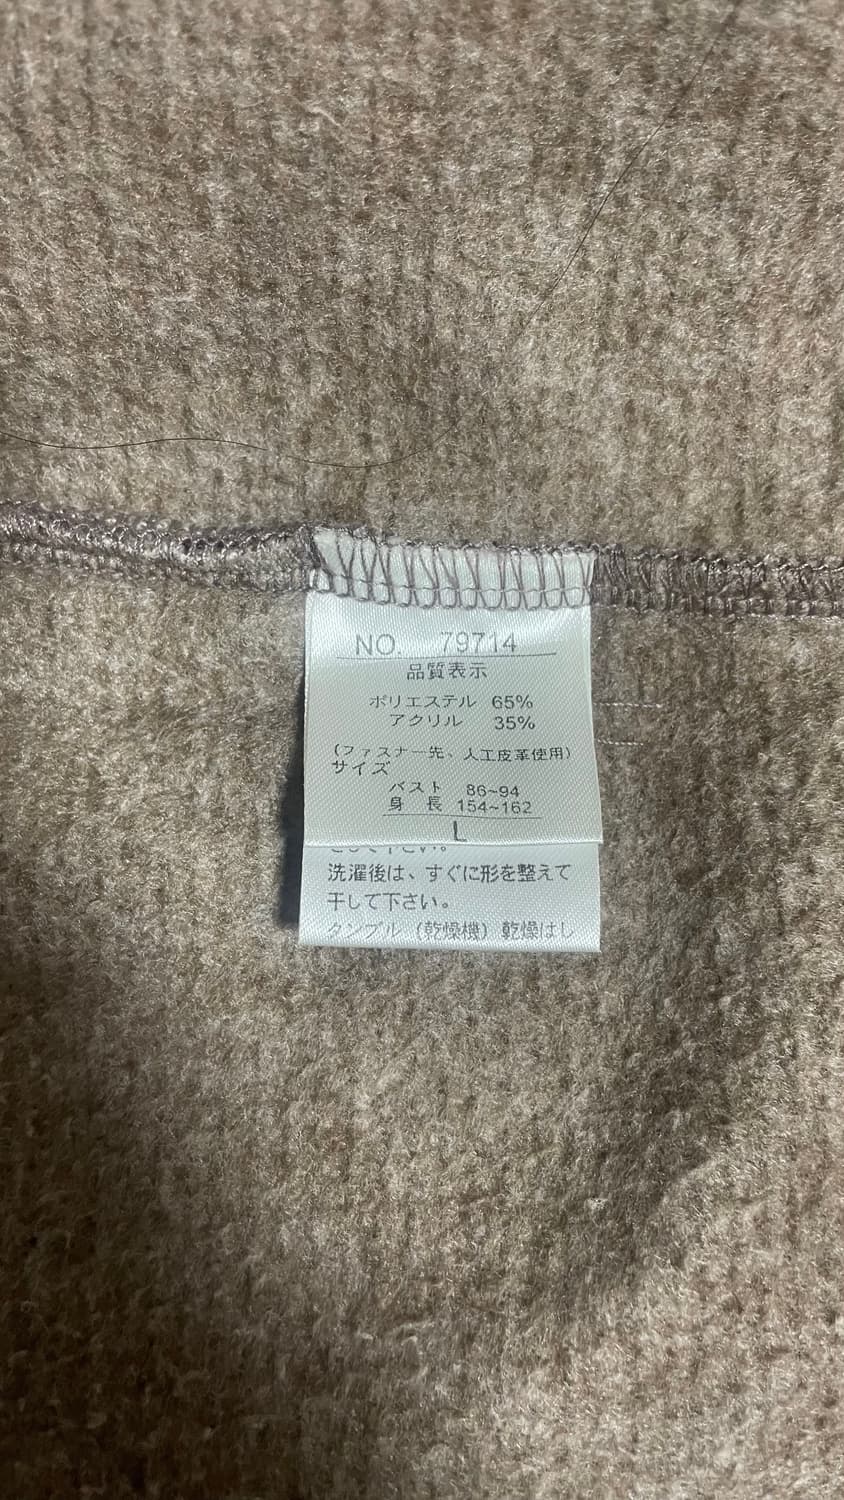 NO. 79714
品質表示
ポリエステル 65%
アクリル 35%
(ファスナー先、人工皮革使用)
サイズ
バスト 86~94
身長 154~162
L
洗濯後は、すぐに形を整えて
干して下さい。
タンブル（乾燥機）乾燥はし